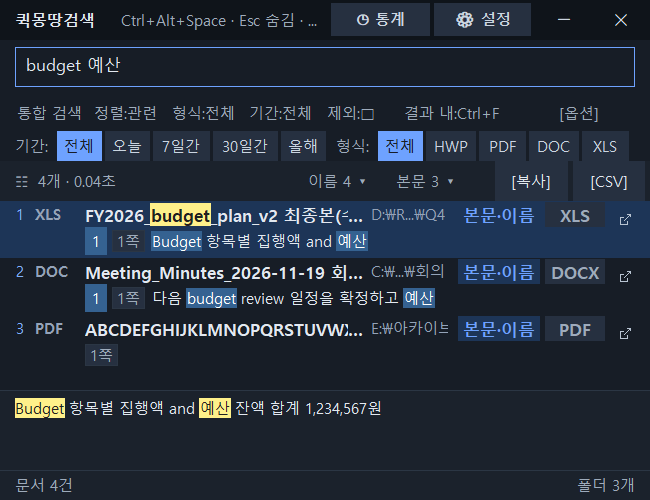 퀵몽땅검색 Ctrl+Alt+Space · Esc 숨김 · ... 통계 설정
budget 예산
통합 검색 정렬:관련 형식:전체 기간:전체 제외:□ 결과 내:Ctrl+F [옵션]
기간: 전체 오늘 7일간 30일간 올해 형식: 전체 HWP PDF DOC XLS
4개 · 0.04초 이름 4 ▾ 본문 3 ▾ [복사] [CSV]
1 XLS FY2026_budget_plan_v2 최종본(... D:₩R...₩Q4 본문·이름 XLS
1 1쪽 Budget 항목별 집행액 and 예산
2 DOC Meeting_Minutes_2026-11-19 회... C:₩...₩회의 본문·이름 DOCX
1 1쪽 다음 budget review 일정을 확정하고 예산
3 PDF ABCDEFGHIJKLMNOPQRSTUVW... E:₩아카이브 본문·이름 PDF
1쪽
Budget 항목별 집행액 and 예산 잔액 합계 1,234,567원
문서 4건 폴더 3개